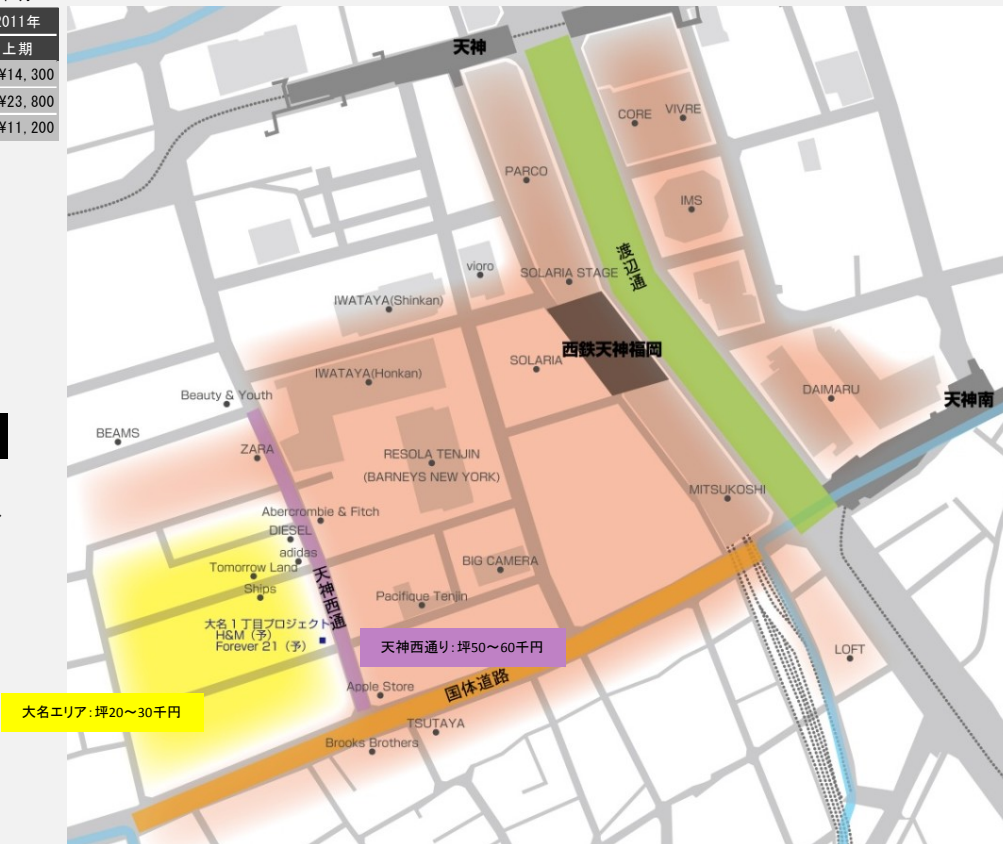 2011年
上期
¥14,300
¥23,800
¥11,200
天神
CORE
VIVRE
PARCO
IMS
渡辺通
vioro
SOLARIA STAGE
IWATAYA(Shinkan)
西鉄天神福岡
SOLARIA
IWATAYA(Honkan)
DAIMARU
天神南
Beauty & Youth
BEAMS
ZARA
RESOLA TENJIN
(BARNEYS NEW YORK)
MITSUKOSHI
Abercrombie & Fitch
DIESEL
adidas
BIG CAMERA
Tomorrow Land
天神西通
Ships
Pacifique Tenjin
大名1丁目プロジェクト
H&M(予)
Forever 21(予)
天神西通り:坪50～60千円
LOFT
Apple Store
国体道路
大名エリア:坪20～30千円
TSUTAYA
Brooks Brothers